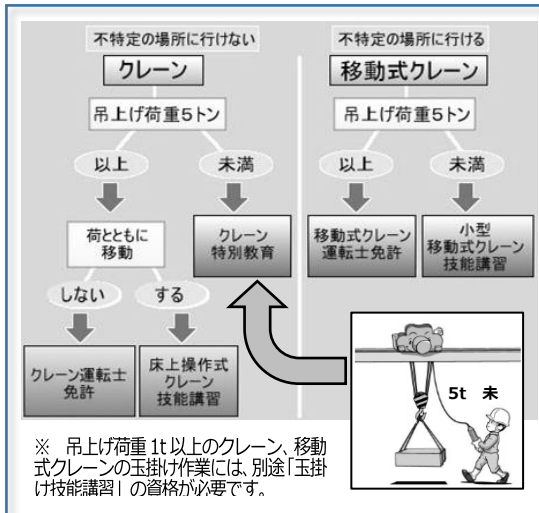 不特定の場所に行けない
クレーン
吊上げ荷重5トン
以上
未満
荷とともに
移動
クレーン
特別教育
しない
する
クレーン運転士
免許
床上操作式
クレーン
技能講習
不特定の場所に行ける
移動式クレーン
吊上げ荷重5トン
以上
未満
移動式クレーン
運転士免許
小型
移動式クレーン
技能講習
5t 未
※ 吊上げ荷重1t以上のクレーン、移動
式クレーンの玉掛け作業には、別途「玉掛
け技能講習」の資格が必要です。